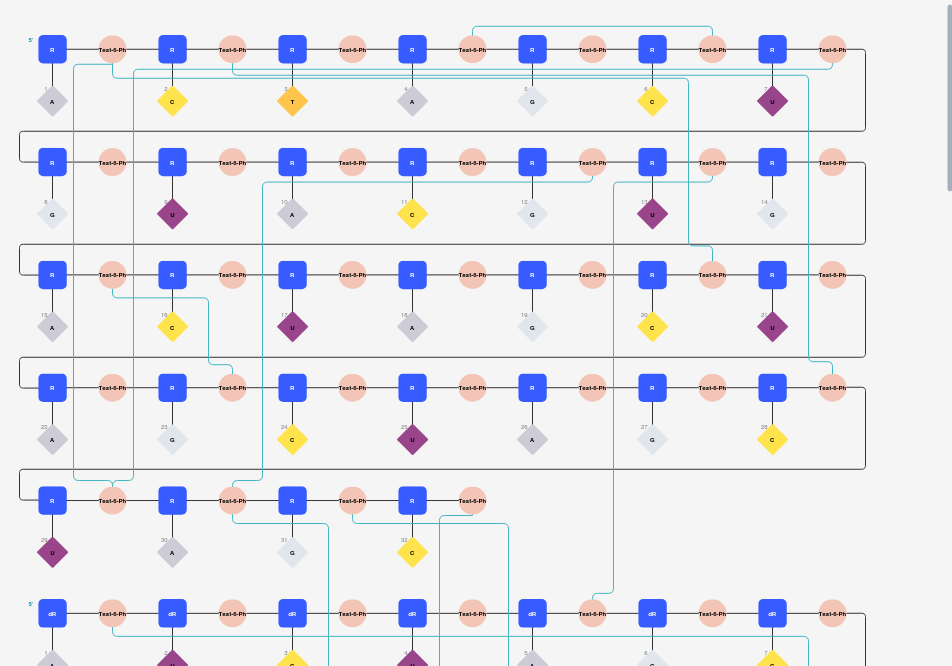 5' R Test-6-Ph R Test-6-Ph R Test-6-Ph R Test-6-Ph R Test-6-Ph R Test-6-Ph R Test-6-Ph
1 2 3 4 5 6 7
A C T A G C U
R Test-6-Ph R Test-6-Ph R Test-6-Ph R Test-6-Ph R Test-6-Ph R Test-6-Ph R Test-6-Ph
8 9 10 11 12 13 14
G U A C G U G
R Test-6-Ph R Test-6-Ph R Test-6-Ph R Test-6-Ph R Test-6-Ph R Test-6-Ph R Test-6-Ph
15 16 17 18 19 20 21
A C U A G C U
R Test-6-Ph R Test-6-Ph R Test-6-Ph R Test-6-Ph R Test-6-Ph R Test-6-Ph R Test-6-Ph
22 23 24 25 26 27 28
A G C U A G C
R Test-6-Ph R Test-6-Ph R Test-6-Ph R Test-6-Ph
29 30 31 32
U A G C
5' dR Test-6-Ph dR Test-6-Ph dR Test-6-Ph dR Test-6-Ph dR Test-6-Ph dR Test-6-Ph dR Test-6-Ph
1 2 3 4 5 6 7